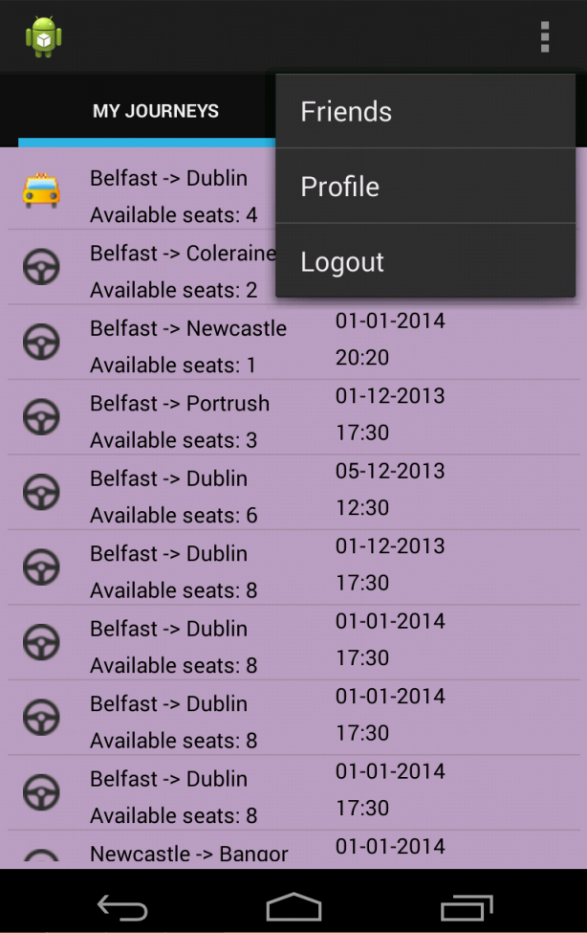 MY JOURNEYS
Friends
Profile
Logout
Belfast -> Dublin
Available seats: 4
Belfast -> Coleraine
Available seats: 2
Belfast -> Newcastle 01-01-2014
Available seats: 1 20:20
Belfast -> Portrush 01-12-2013
Available seats: 3 17:30
Belfast -> Dublin 05-12-2013
Available seats: 6 12:30
Belfast -> Dublin 01-12-2013
Available seats: 8 17:30
Belfast -> Dublin 01-01-2014
Available seats: 8 17:30
Belfast -> Dublin 01-01-2014
Available seats: 8 17:30
Belfast -> Dublin 01-01-2014
Available seats: 8 17:30
Newcastle -> Bangor 01-01-2014